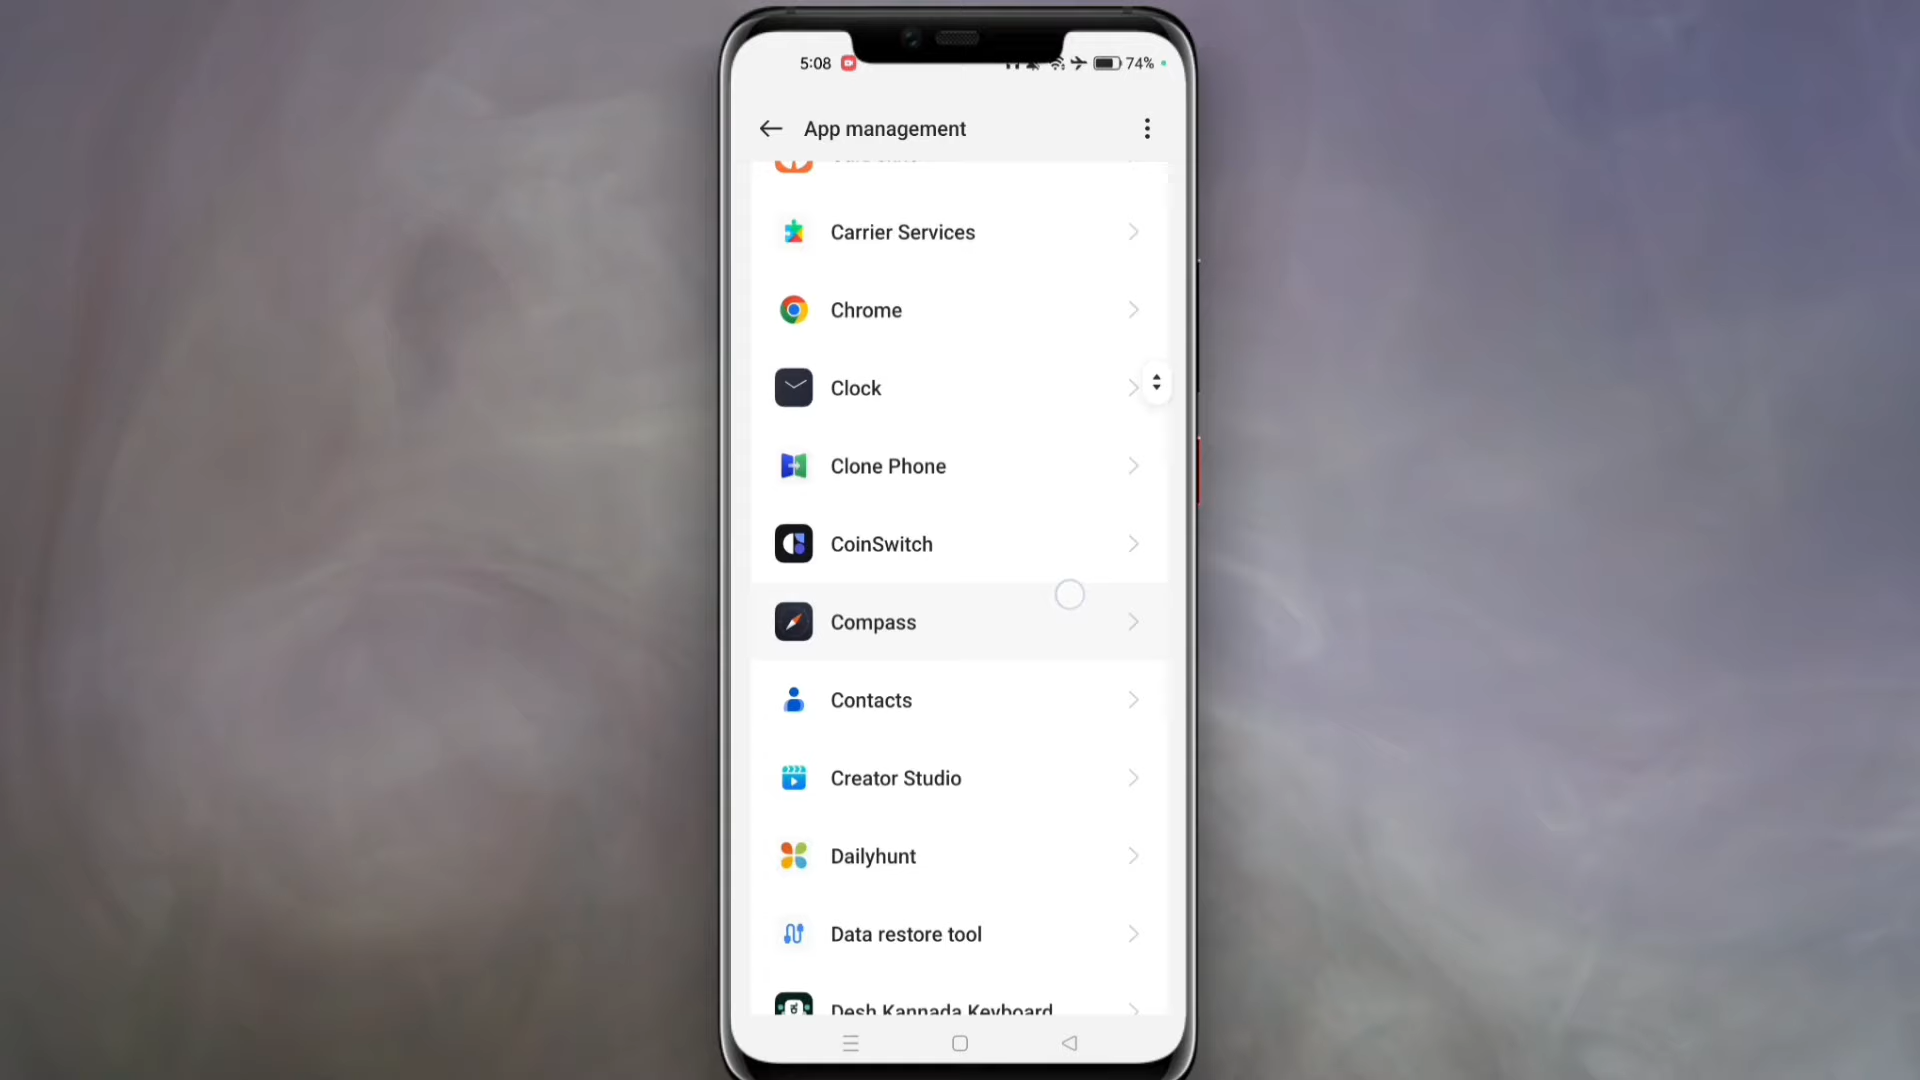 5:08
74%
App management
Carrier Services
Chrome
Clock
Clone Phone
CoinSwitch
Compass
Contacts
Creator Studio
Dailyhunt
Data restore tool
Desh Kannada Keyboard